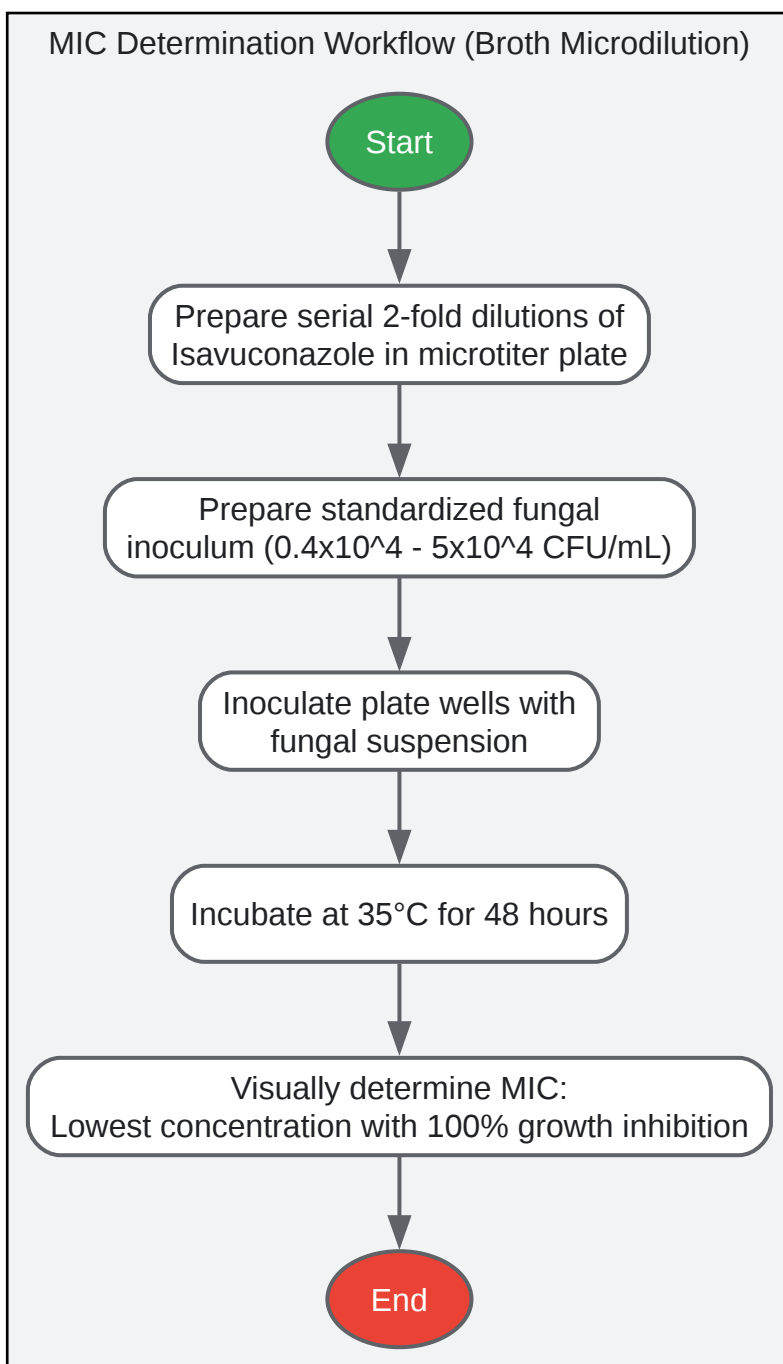 MIC Determination Workflow (Broth Microdilution)
Start
Prepare serial 2-fold dilutions of
Isavuconazole in microtiter plate
Prepare standardized fungal
inoculum (0.4x10^4 - 5x10^4 CFU/mL)
Inoculate plate wells with
fungal suspension
Incubate at 35°C for 48 hours
Visually determine MIC:
Lowest concentration with 100% growth inhibition
End